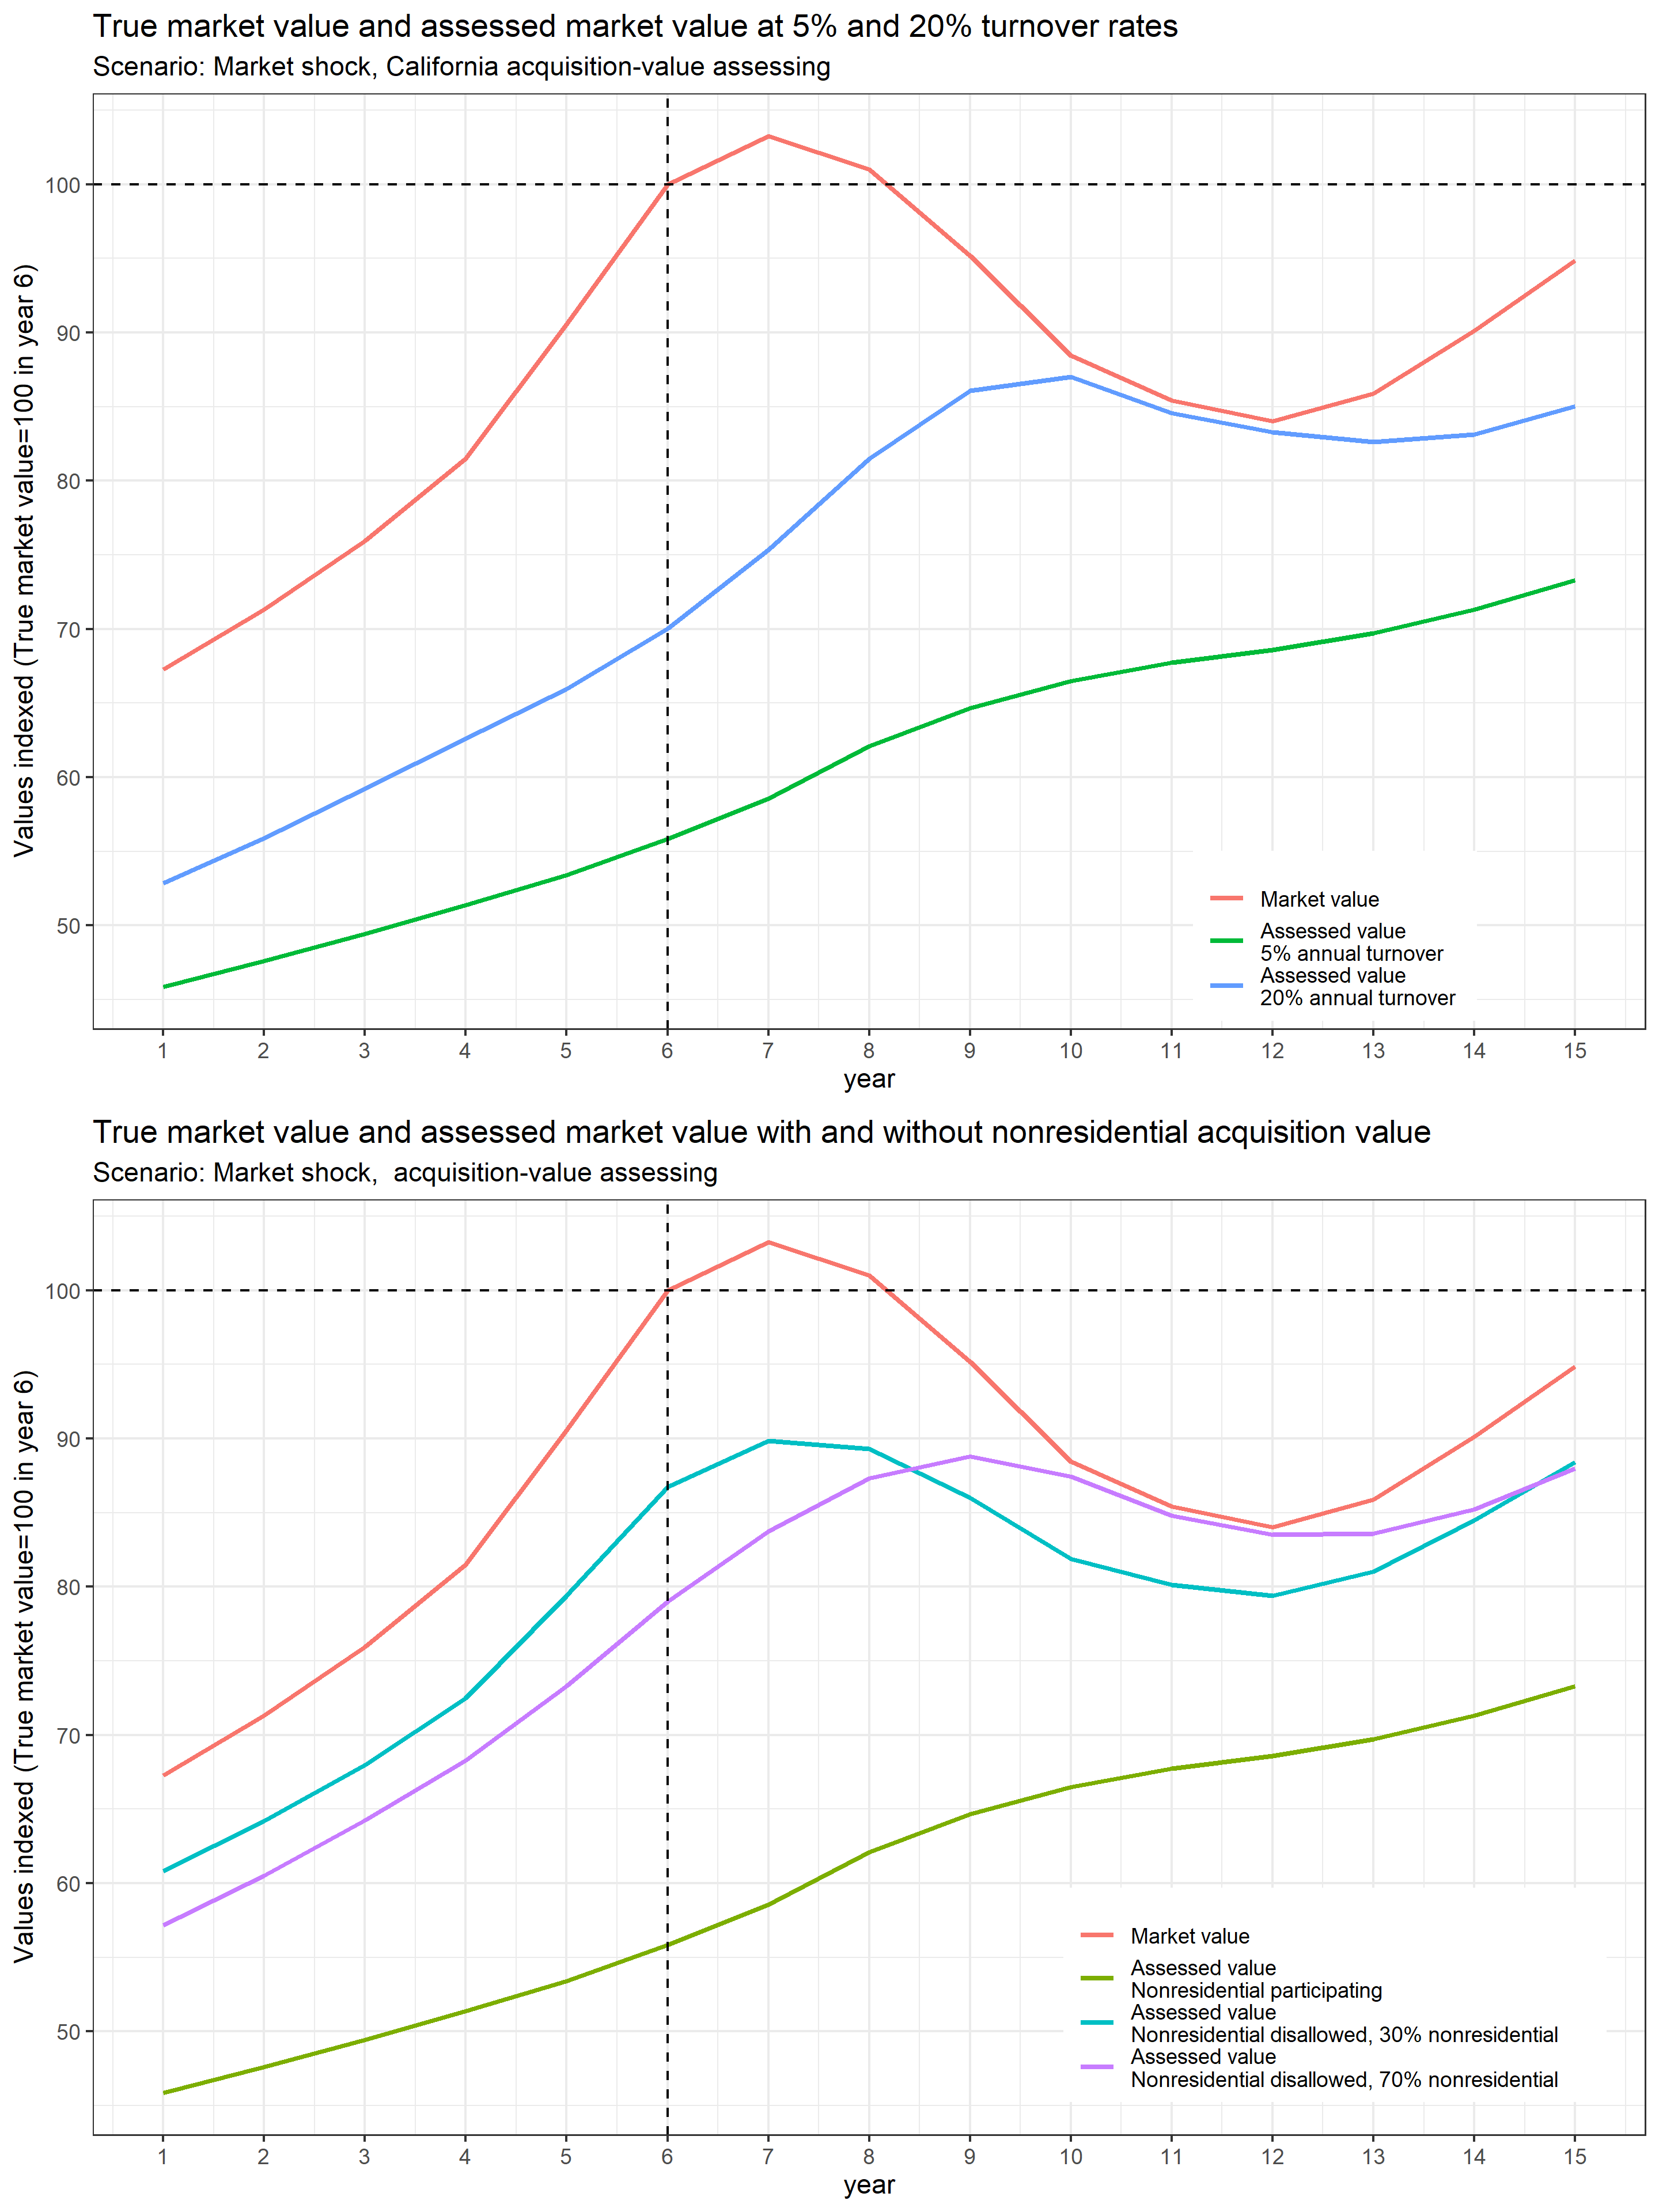 True market value and assessed market value at 5% and 20% turnover rates
Scenario: Market shock, California acquisition-value assessing
Values indexed (True market value=100 in year 6)
100
90
80
70
60
50
Market value
Assessed value
5% annual turnover
Assessed value
20% annual turnover
1 2 3 4 5 6 7 8 9 10 11 12 13 14 15
year
True market value and assessed market value with and without nonresidential acquisition value
Scenario: Market shock,  acquisition-value assessing
Values indexed (True market value=100 in year 6)
100
90
80
70
60
50
Market value
Assessed value
Nonresidential participating
Assessed value
Nonresidential disallowed, 30% nonresidential
Assessed value
Nonresidential disallowed, 70% nonresidential
1 2 3 4 5 6 7 8 9 10 11 12 13 14 15
year